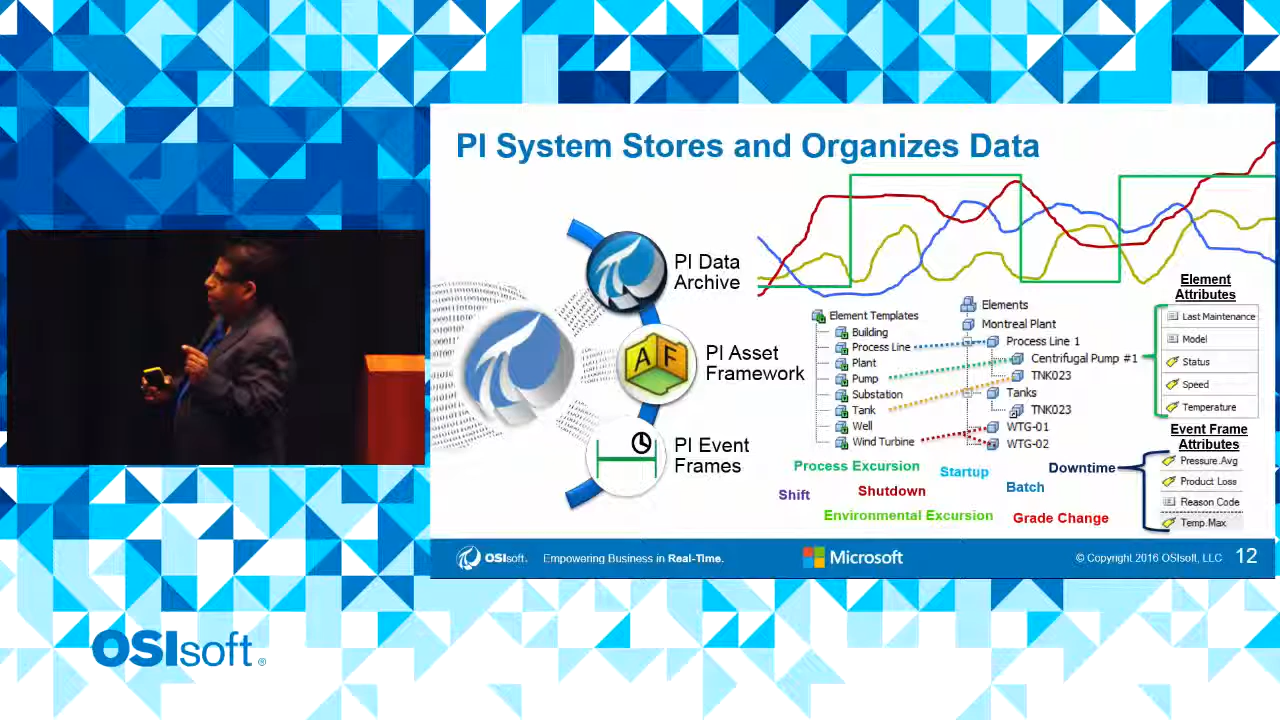 PI System Stores and Organizes Data
PI Data
Archive
PI Asset
Framework
PI Event
Frames
A F
Element Templates
Building
Process Line
Plant
Pump
Substation
Tank
Well
Wind Turbine
Elements
Montreal Plant
Process Line 1
Centrifugal Pump #1
TNK023
Tanks
TNK023
WTG-01
WTG-02
Element
Attributes
Last Maintenance
Model
Status
Speed
Temperature
Event Frame
Attributes
Pressure.Avg
Product Loss
Reason Code
Temp.Max
Process Excursion
Startup
Downtime
Shift
Shutdown
Batch
Environmental Excursion
Grade Change
OSIsoft. Empowering Business in Real-Time.
Microsoft
© Copyright 2016 OSIsoft, LLC 12
OSIsoft®